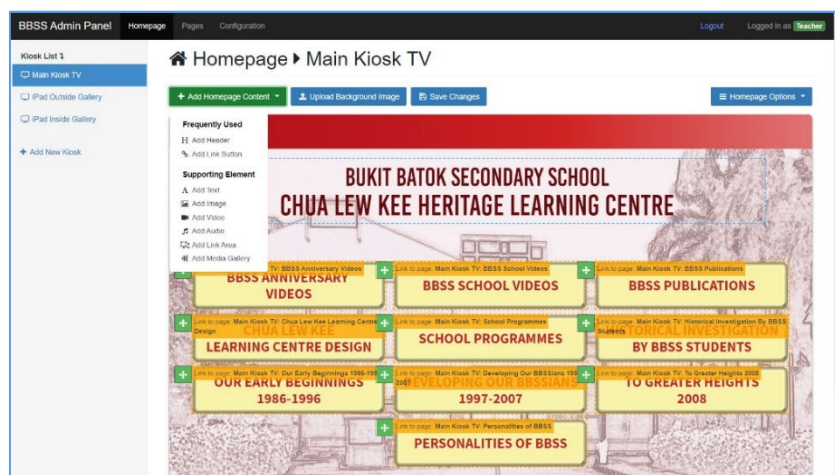 BBSS Admin Panel Homepage Pages Configuration Logout Logged in as Teacher
Kiosk List
Main Kiosk TV
iPad Outside Gallery
iPad Inside Gallery
Add New Kiosk
Homepage Main Kiosk TV
Add Homepage Content Upload Background Image Save Changes Homepage Options
Frequently Used
H Add Header
Add Link Button
Supporting Element
A Add Text
Add Image
Add Video
Add Audio
Add Link Area
Add Media Gallery
BUKIT BATOK SECONDARY SCHOOL
CHUA LEW KEE HERITAGE LEARNING CENTRE
TV: BBSS Anniversary Videos
BBSS ANNIVERSARY
VIDEOS
Link to page: Main Kiosk TV: BBSS School Videos
BBSS SCHOOL VIDEOS
Link to page: Main Kiosk TV: BBSS Publications
BBSS PUBLICATIONS
Link to page: Main Kiosk TV: Chua Lew Kee Learning Centre
Design
CHUA LEW KEE
LEARNING CENTRE DESIGN
Link to page: Main Kiosk TV: School Programmes
SCHOOL PROGRAMMES
Link to page: Main Kiosk TV: Historical Investigation By BBSS
Students
HISTORICAL INVESTIGATION
BY BBSS STUDENTS
Link to page: Main Kiosk TV: Our Early Beginnings 1986-199
OUR EARLY BEGINNINGS
1986-1996
Link to page: Main Kiosk TV: Developing Our BBSSians 199
2007
DEVELOPING OUR BBSSIANS
1997-2007
Link to page: Main Kiosk TV: To Greater Heights 2008
TO GREATER HEIGHTS
2008
Link to page: Main Kiosk TV: Personalities of BBSS
PERSONALITIES OF BBSS